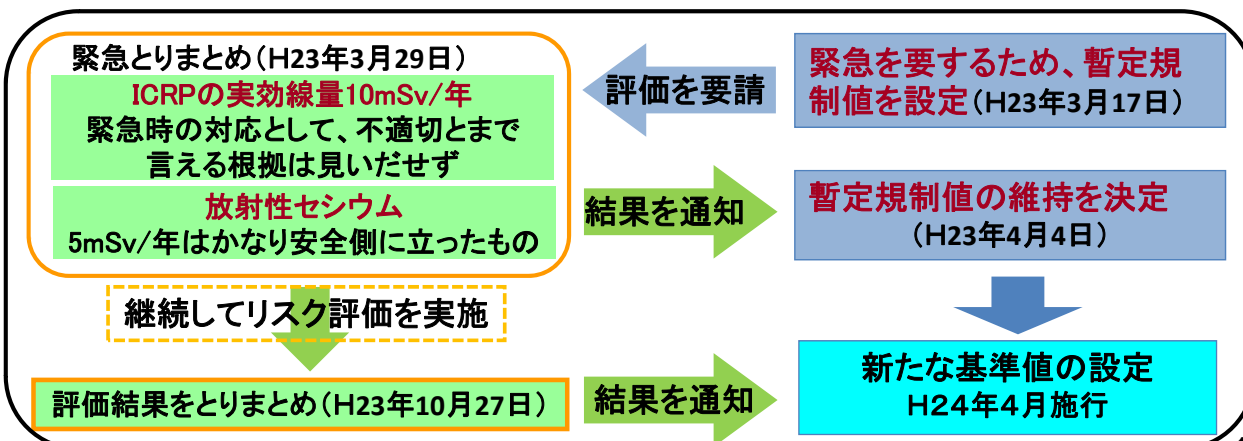 緊急とりまとめ(H23年3月29日)
ICRPの実効線量10mSv/年
緊急時の対応として、不適切とまで
言える根拠は見いだせず
放射性セシウム
5mSv/年はかなり安全側に立ったもの
評価を要請
緊急を要するため、暫定規
制値を設定(H23年3月17日)
結果を通知
暫定規制値の維持を決定
(H23年4月4日)
継続してリスク評価を実施
評価結果をとりまとめ(H23年10月27日)
結果を通知
新たな基準値の設定
H24年4月施行